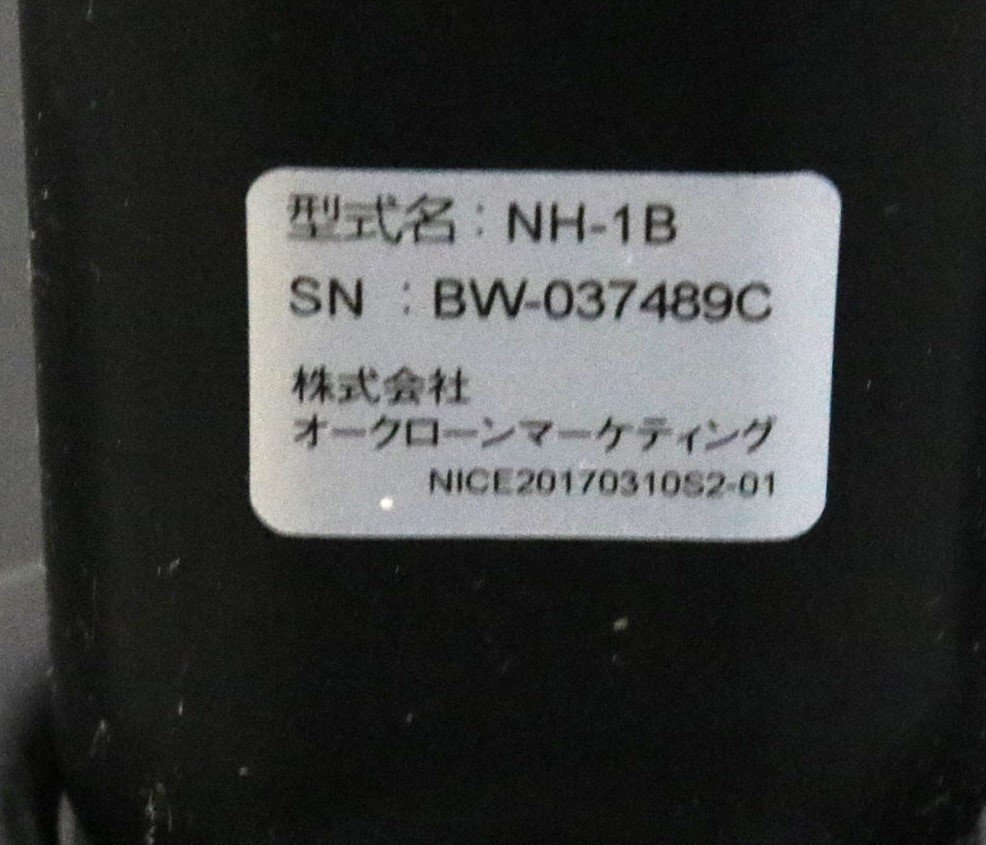 型式名：NH-1B
SN ：BW-037489C
株式会社
オークローンマーケティング
NICE20170310S2-01